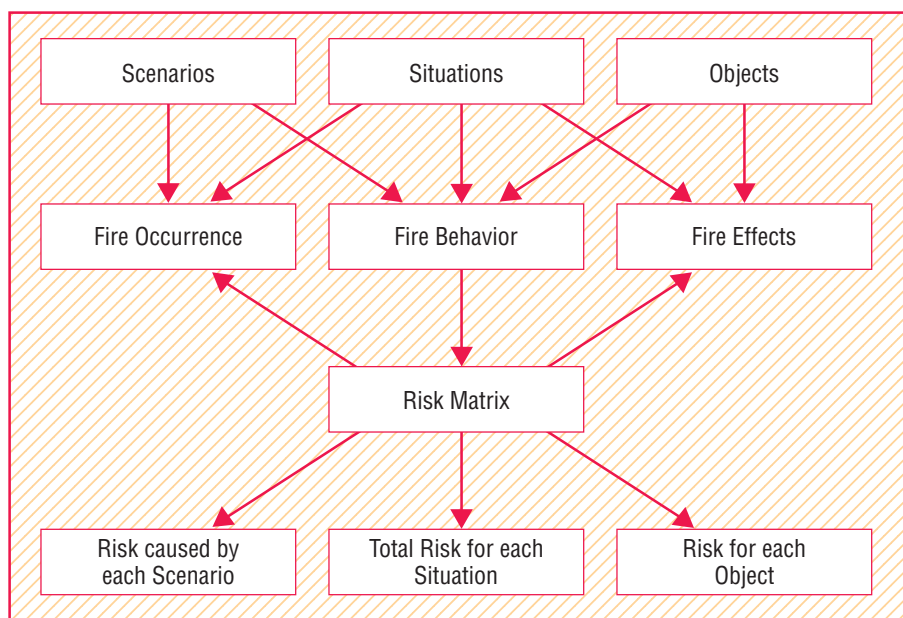 Scenarios
Situations
Objects
Fire Occurrence
Fire Behavior
Fire Effects
Risk Matrix
Risk caused by
each Scenario
Total Risk for each
Situation
Risk for each
Object